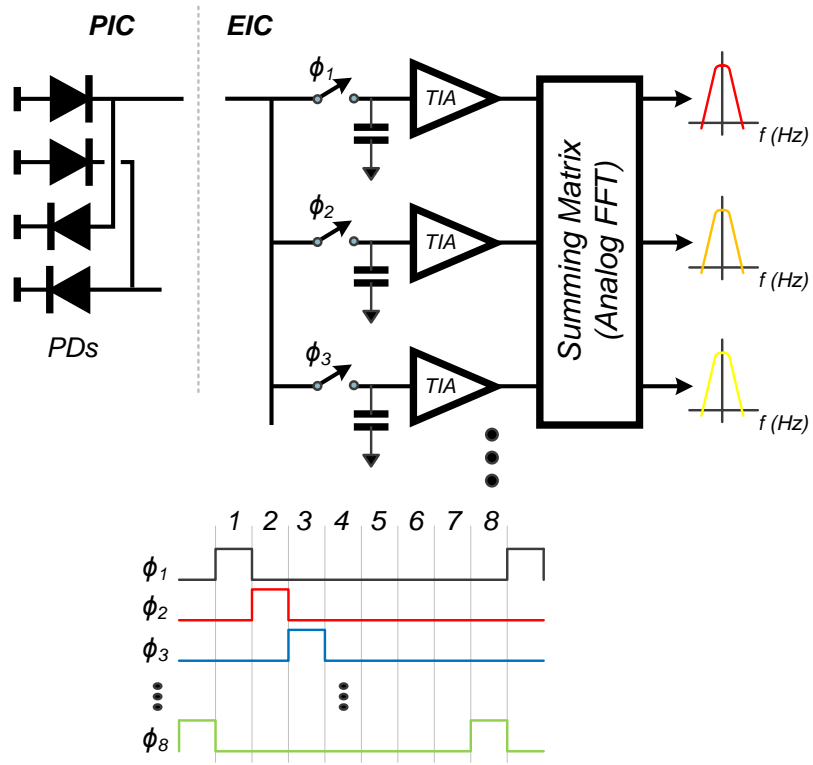 PIC
EIC
ϕ1
TIA
f (Hz)
ϕ2
TIA
Summing Matrix
(Analog FFT)
f (Hz)
PDs
ϕ3
TIA
f (Hz)
1 2 3 4 5 6 7 8
ϕ1
ϕ2
ϕ3
ϕ8